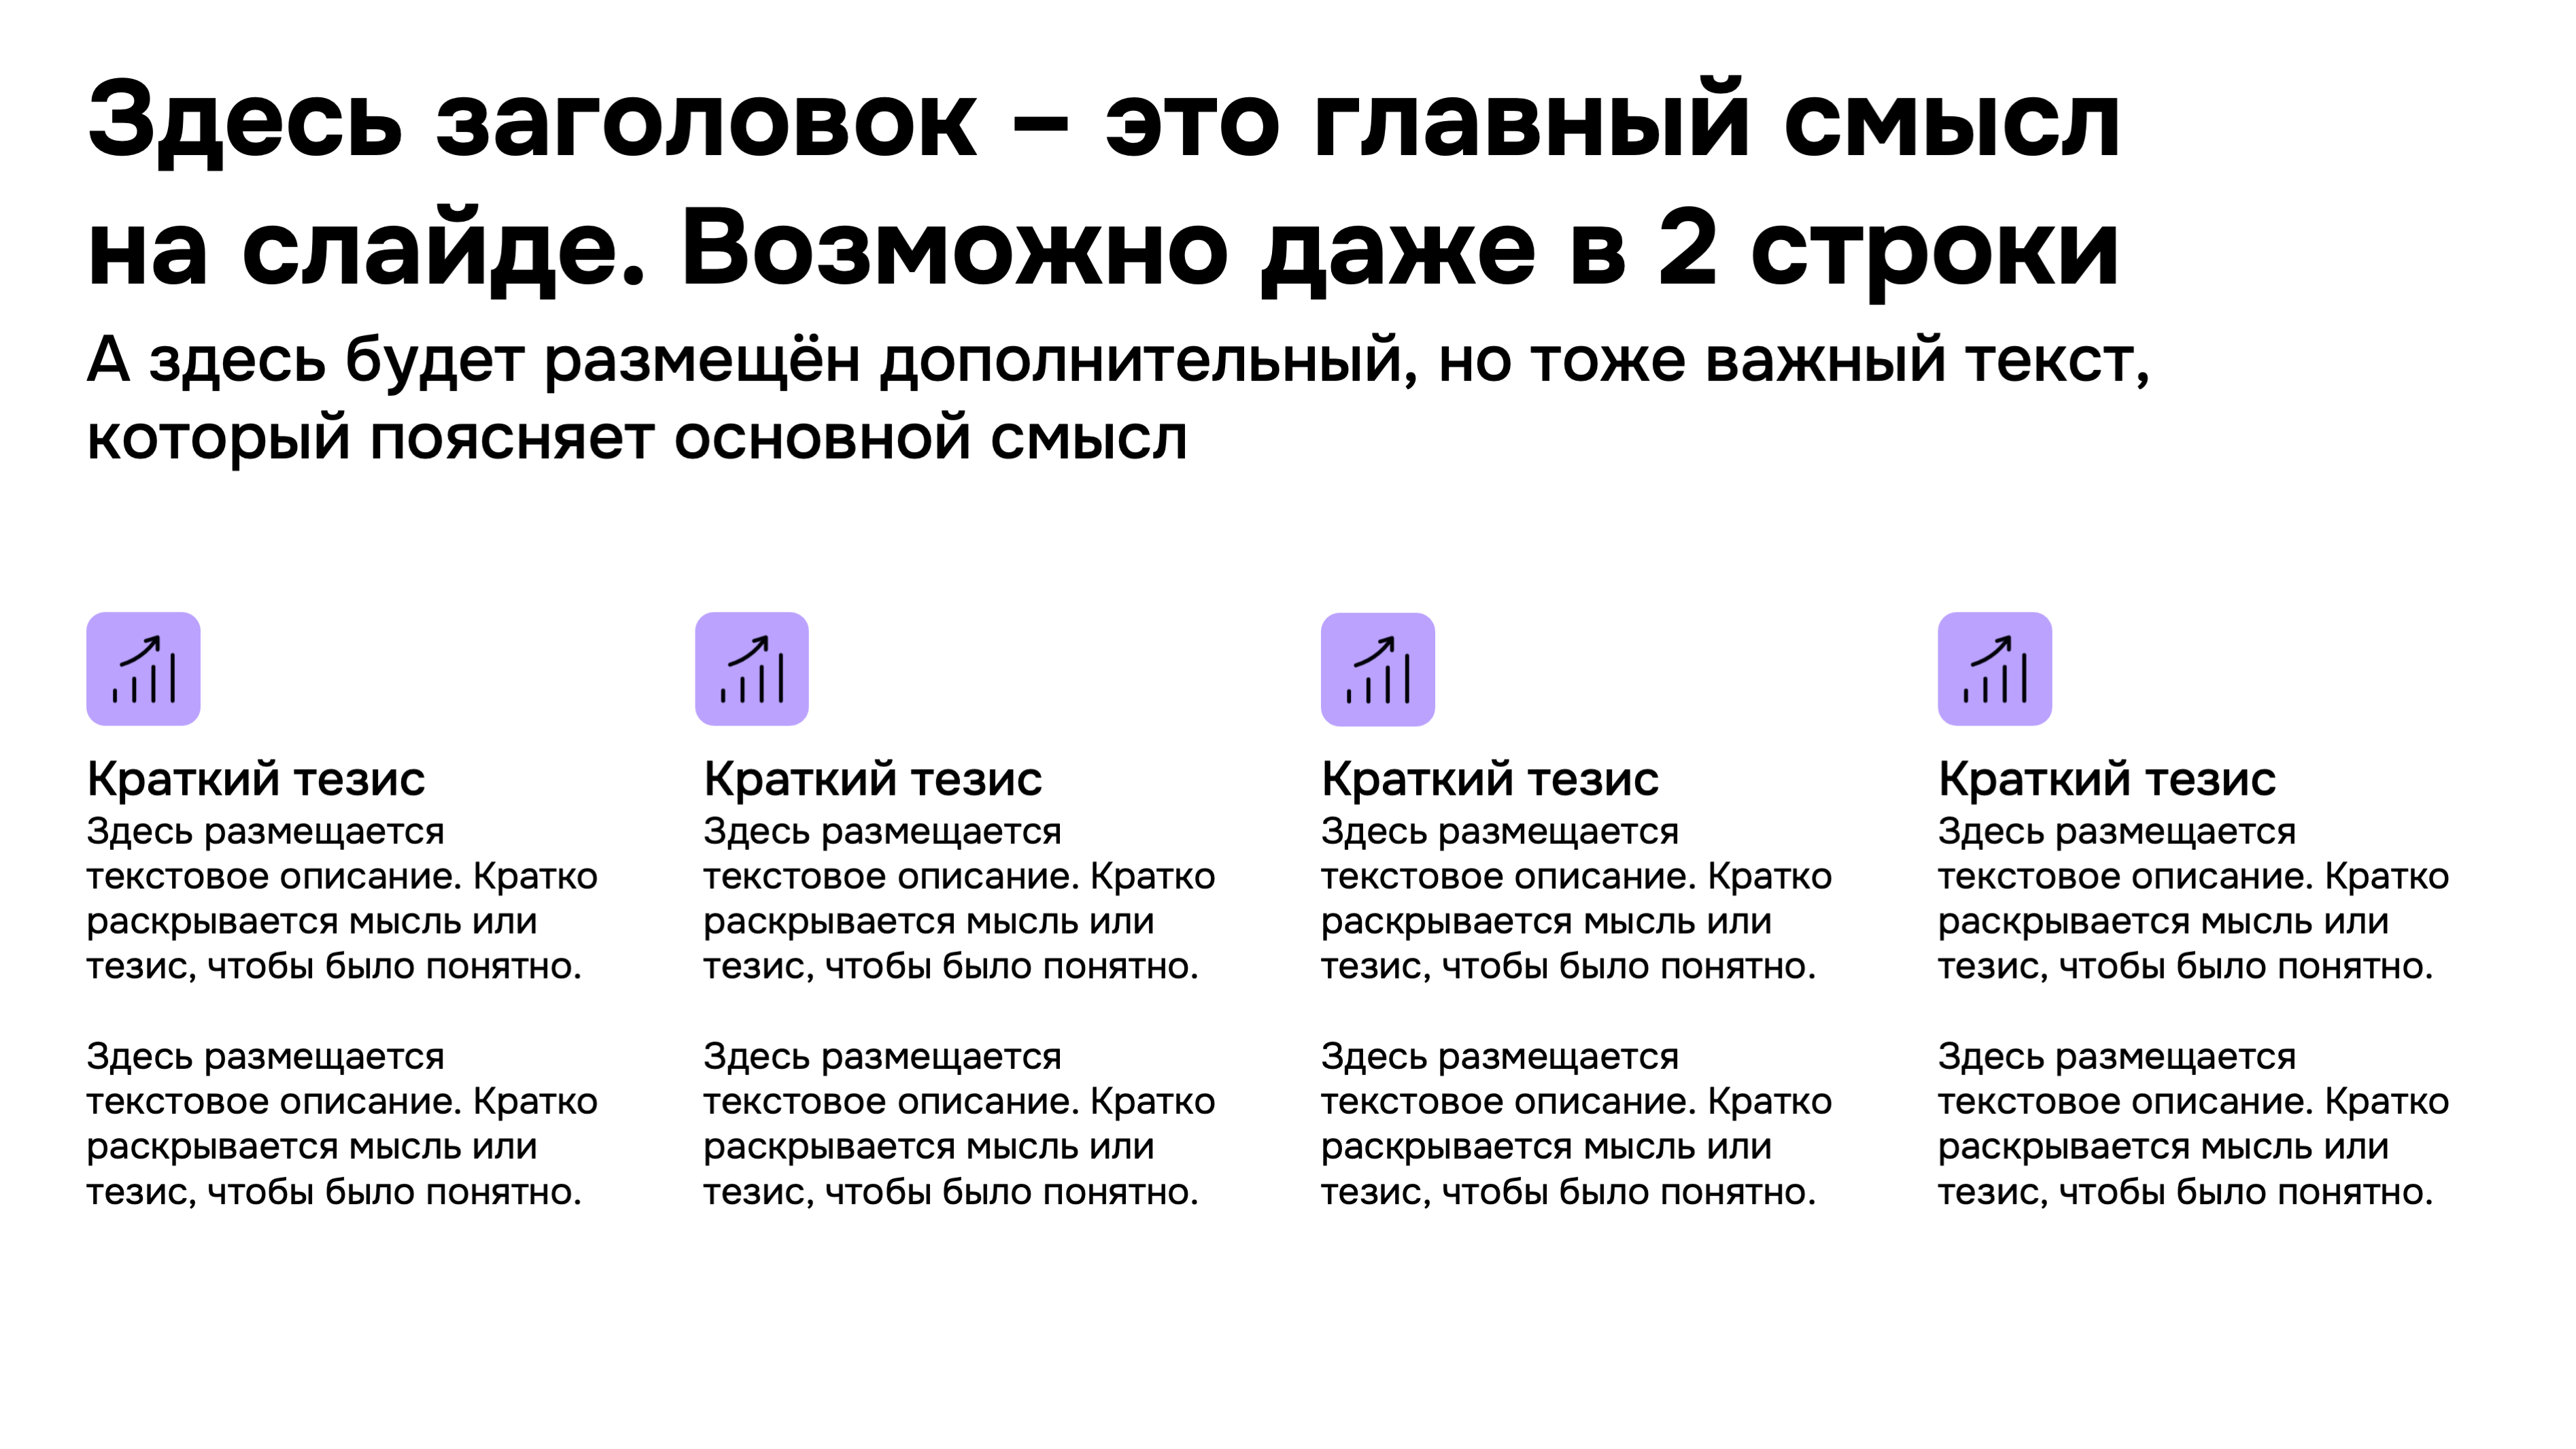 Здесь заголовок – это главный смысл
на слайде. Возможно даже в 2 строки
А здесь будет размещён дополнительный, но тоже важный текст,
который поясняет основной смысл
Краткий тезис
Здесь размещается
текстовое описание. Кратко
раскрывается мысль или
тезис, чтобы было понятно.
Здесь размещается
текстовое описание. Кратко
раскрывается мысль или
тезис, чтобы было понятно.
Краткий тезис
Здесь размещается
текстовое описание. Кратко
раскрывается мысль или
тезис, чтобы было понятно.
Здесь размещается
текстовое описание. Кратко
раскрывается мысль или
тезис, чтобы было понятно.
Краткий тезис
Здесь размещается
текстовое описание. Кратко
раскрывается мысль или
тезис, чтобы было понятно.
Здесь размещается
текстовое описание. Кратко
раскрывается мысль или
тезис, чтобы было понятно.
Краткий тезис
Здесь размещается
текстовое описание. Кратко
раскрывается мысль или
тезис, чтобы было понятно.
Здесь размещается
текстовое описание. Кратко
раскрывается мысль или
тезис, чтобы было понятно.